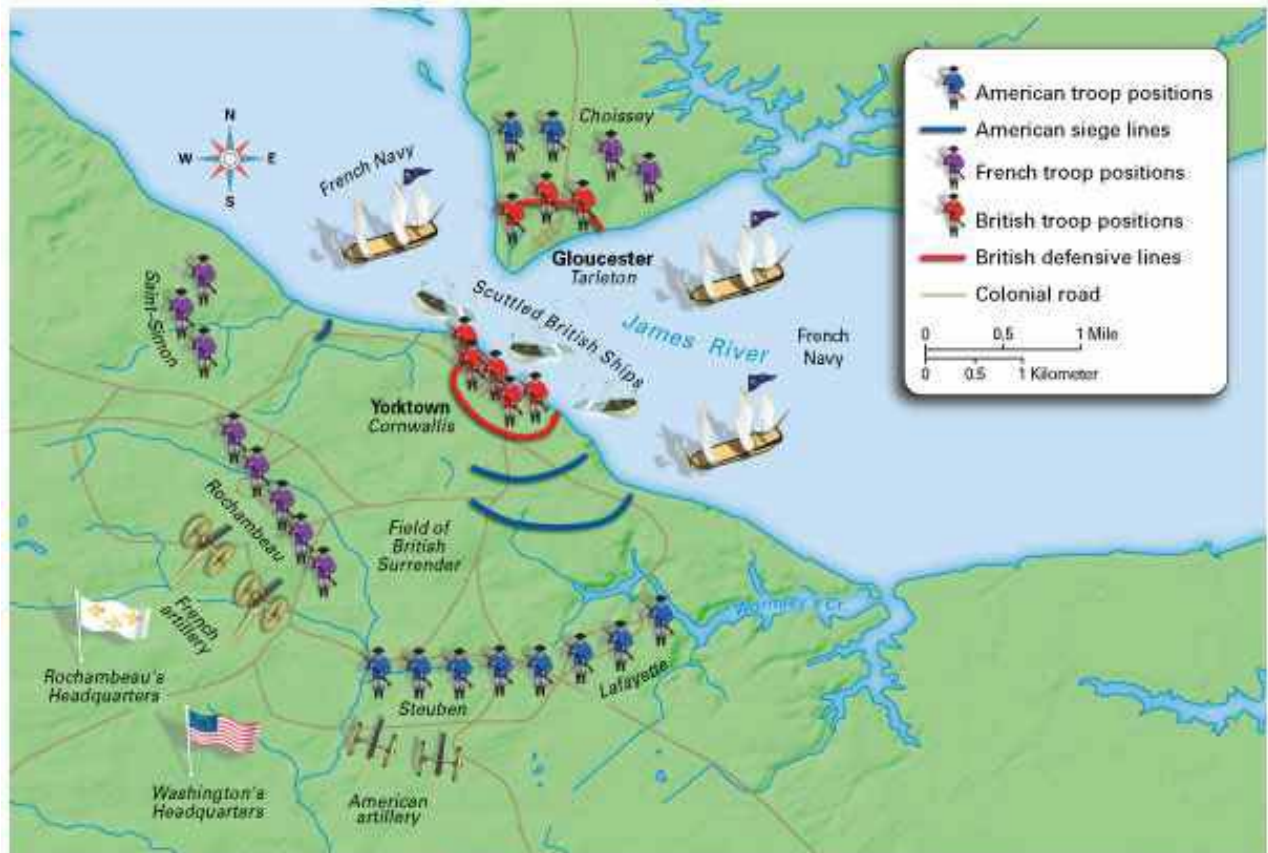 N
W
E
S
French Navy
Choissey
Gloucester
Tarleton
Scuttled British Ships
James River
French
Navy
Saint-Simon
Yorktown
Cornwallis
Rochambeau
Field of
British
Surrender
French
artillery
Wormley Cr.
Lafayette
Steuben
Rochambeau's
Headquarters
Washington's
Headquarters
American
artillery
American troop positions
American siege lines
French troop positions
British troop positions
British defensive lines
Colonial road
0 0.5 1 Mile
0 0.5 1 Kilometer